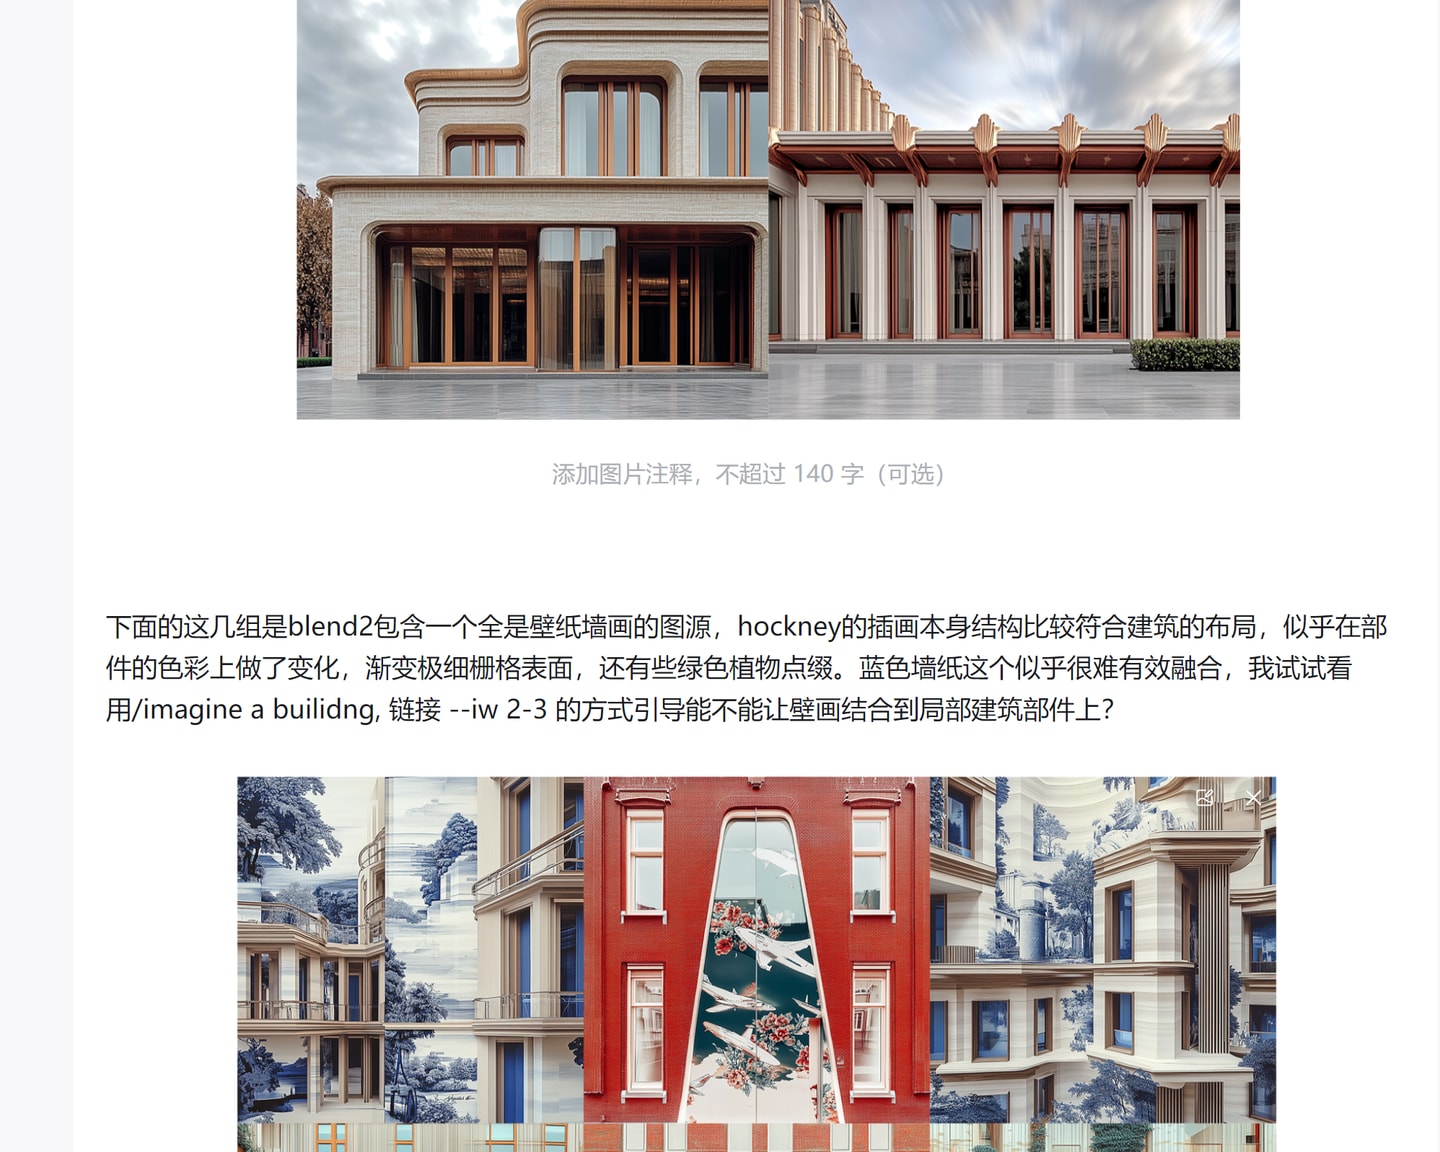 添加图片注释，不超过 140 字（可选）
下面的这几组是blend2包含一个全是壁纸墙画的图源，hockney的插画本身结构比较符合建筑的布局，似乎在部
件的色彩上做了变化，渐变极细栅格表面，还有些绿色植物点缀。蓝色墙纸这个似乎很难有效融合，我试试看
用/imagine a builidng, 链接 --iw 2-3 的方式引导能不能让壁画结合到局部建筑部件上？